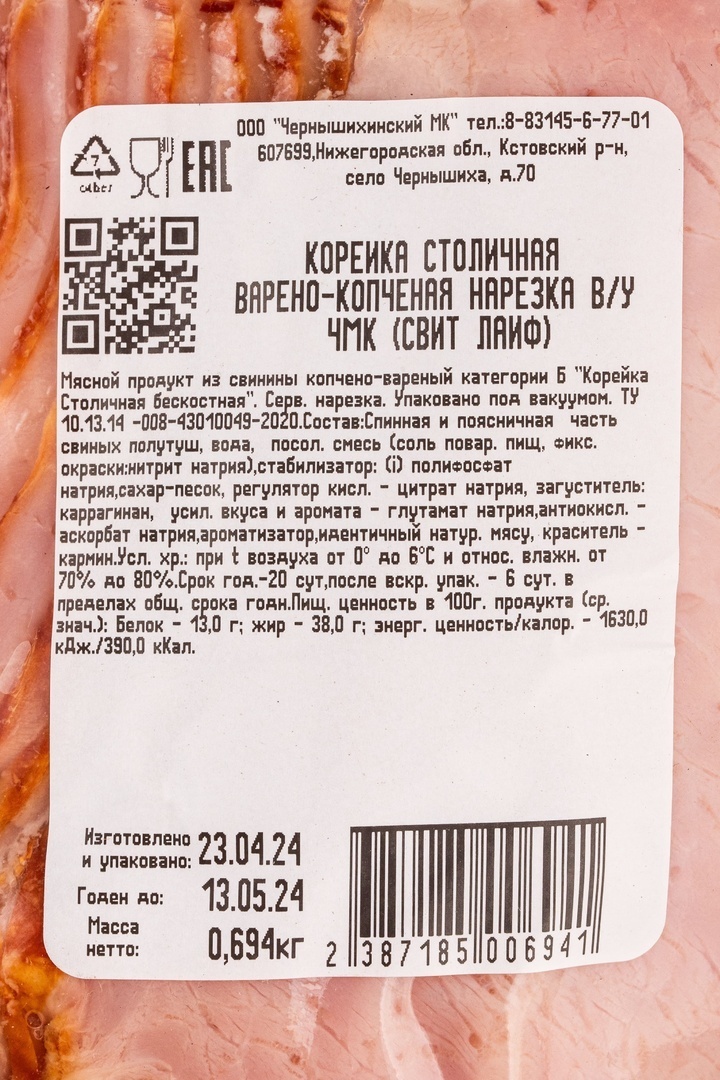 ООО "Чернышихинский МК" тел.:8-83145-6-77-01
607699,Нижегородская обл., Кстовский р-н,
село Чернышиха, д.70
7
EAC
КОРЕЙКА СТОЛИЧНАЯ
ВАРЕНО-КОПЧЕНАЯ НАРЕЗКА В/У
ЧМК (СВИТ ЛАЙФ)
Мясной продукт из свинины копчено-вареный категории Б "Корейка
Столичная бескостная". Серв. нарезка. Упаковано под вакуумом. ТУ
10.13.14 -008-43010049-2020.Состав:Спинная и поясничная часть
свиных полутуш, вода, посол. смесь (соль повар. пищ, фикс.
окраски:нитрит натрия),стабилизатор: (i) полифосфат
натрия,сахар-песок, регулятор кисл. - цитрат натрия, загуститель:
каррагинан, усил. вкуса и аромата - глутамат натрия,антиокисл. -
аскорбат натрия,ароматизатор,идентичный натур. мясу, краситель -
кармин.Усл. хр.: при t воздуха от 0° до 6°C и относ. влажн. от
70% до 80%.Срок год.-20 сут,после вскр. упак. - 6 сут. в
пределах общ. срока годн.Пищ. ценность в 100г. продукта (ср.
знач.): Белок - 13,0 г; жир - 38,0 г; энерг. ценность/калор. - 1630,0
кДж./390,0 кКал.
Изготовлено
и упаковано: 23.04.24
Годен до: 13.05.24
Масса
нетто: 0,694кг
2 387185 006941